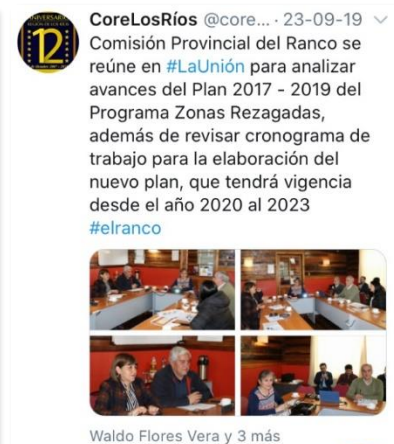 ANIVERSARIO
12
CoreLosRíos @core... · 23-09-19
Comisión Provincial del Ranco se
reúne en #LaUnión para analizar
avances del Plan 2017 - 2019 del
Programa Zonas Rezagadas,
además de revisar cronograma de
trabajo para la elaboración del
nuevo plan, que tendrá vigencia
desde el año 2020 al 2023
#elranco
Waldo Flores Vera y 3 más